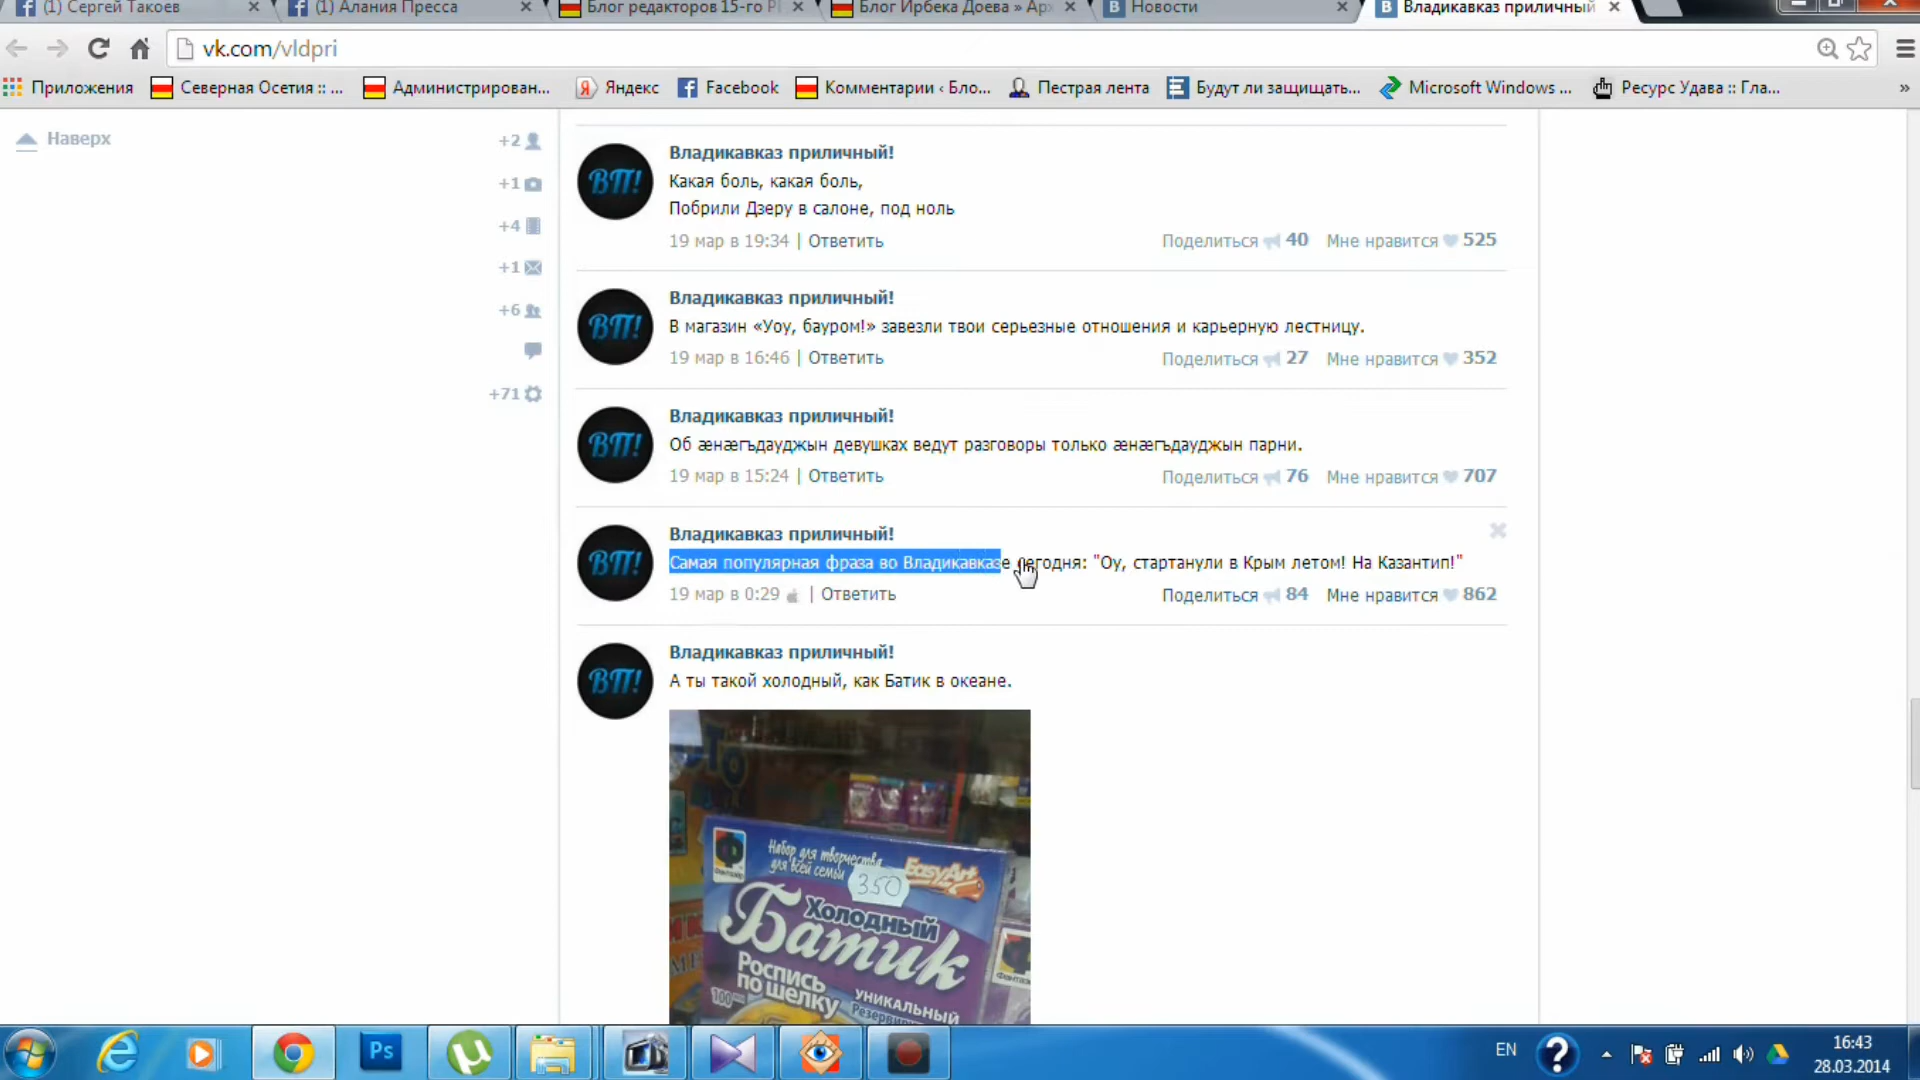 (1) Сергей Такоев
(1) Алания Пресса
Блог редакторов 15-го Р
Блог Ирбека Доева » Ар
Новости
Владикавказ приличный
vk.com/vldpri
Приложения
Северная Осетия :: ...
Администрирован...
Яндекс
Facebook
Комментарии ‹ Бло...
Пестрая лента
Будут ли защищать...
Microsoft Windows ...
Ресурс Удава :: Гла...
»
Наверх
+2
+1
+4
+1
+6
+71
ВП!
Владикавказ приличный!
Какая боль, какая боль,
Побрили Дзеру в салоне, под ноль
19 мар в 19:34 | Ответить
Поделиться 40 Мне нравится 525
ВП!
Владикавказ приличный!
В магазин «Уоу, бауром!» завезли твои серьезные отношения и карьерную лестницу.
19 мар в 16:46 | Ответить
Поделиться 27 Мне нравится 352
ВП!
Владикавказ приличный!
Об æнæгъдауджын девушках ведут разговоры только æнæгъдауджын парни.
19 мар в 15:24 | Ответить
Поделиться 76 Мне нравится 707
ВП!
Владикавказ приличный!
Самая популярная фраза во Владикавказе сегодня: "Оу, стартанули в Крым летом! На Казантип!"
19 мар в 0:29 | Ответить
Поделиться 84 Мне нравится 862
ВП!
Владикавказ приличный!
А ты такой холодный, как Батик в океане.
Набор для творчества
для всей семьи
EasyArt
350
Холодный
Батик
Роспись
по шелку
УНИКАЛЬНЫЙ
Ps
EN
16:43
28.03.2014